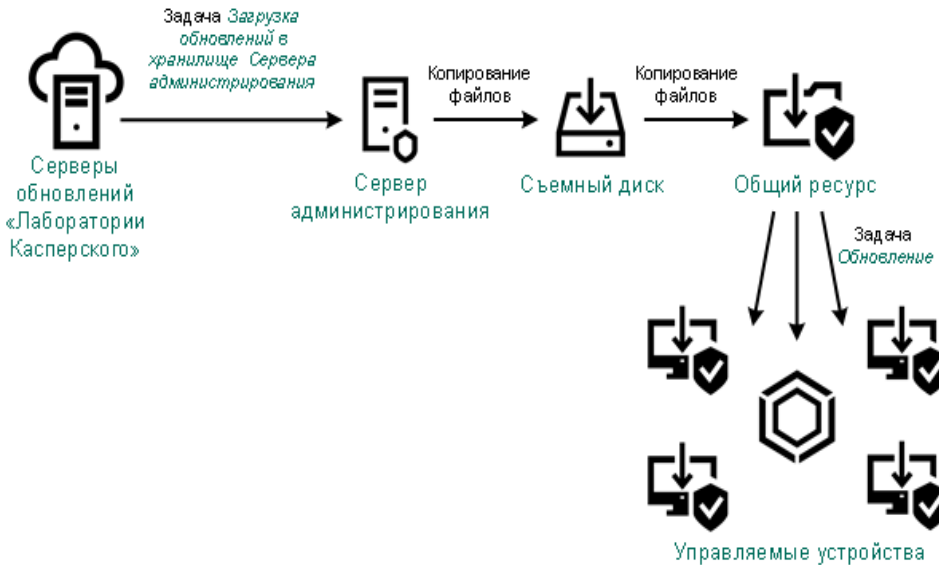 Задача Загрузка
обновлений в
хранилище Сервера
администрирования
Копирование
файлов
Копирование
файлов
Серверы
обновлений
«Лаборатории
Касперского»
Сервер
администрирования
Съемный диск
Общий ресурс
Задача
Обновление
Управляемые устройства